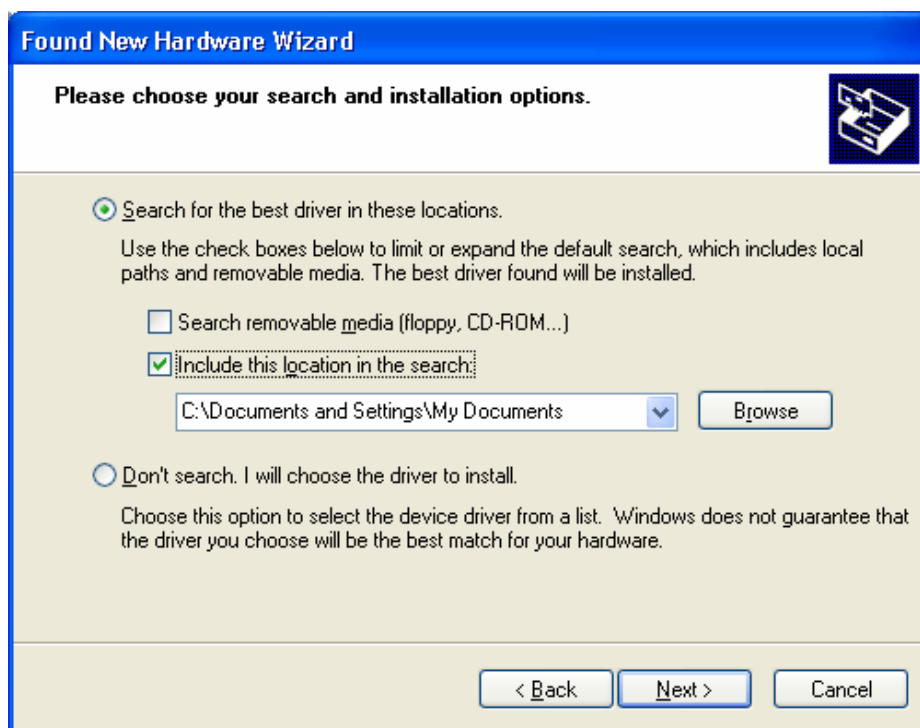 Found New Hardware Wizard
Please choose your search and installation options.
Search for the best driver in these locations.
Use the check boxes below to limit or expand the default search, which includes local
paths and removable media. The best driver found will be installed.
Search removable media (floppy, CD-ROM...)
Include this location in the search:
C:\Documents and Settings\My Documents
Browse
Don't search. I will choose the driver to install.
Choose this option to select the device driver from a list.  Windows does not guarantee that
the driver you choose will be the best match for your hardware.
< Back
Next >
Cancel